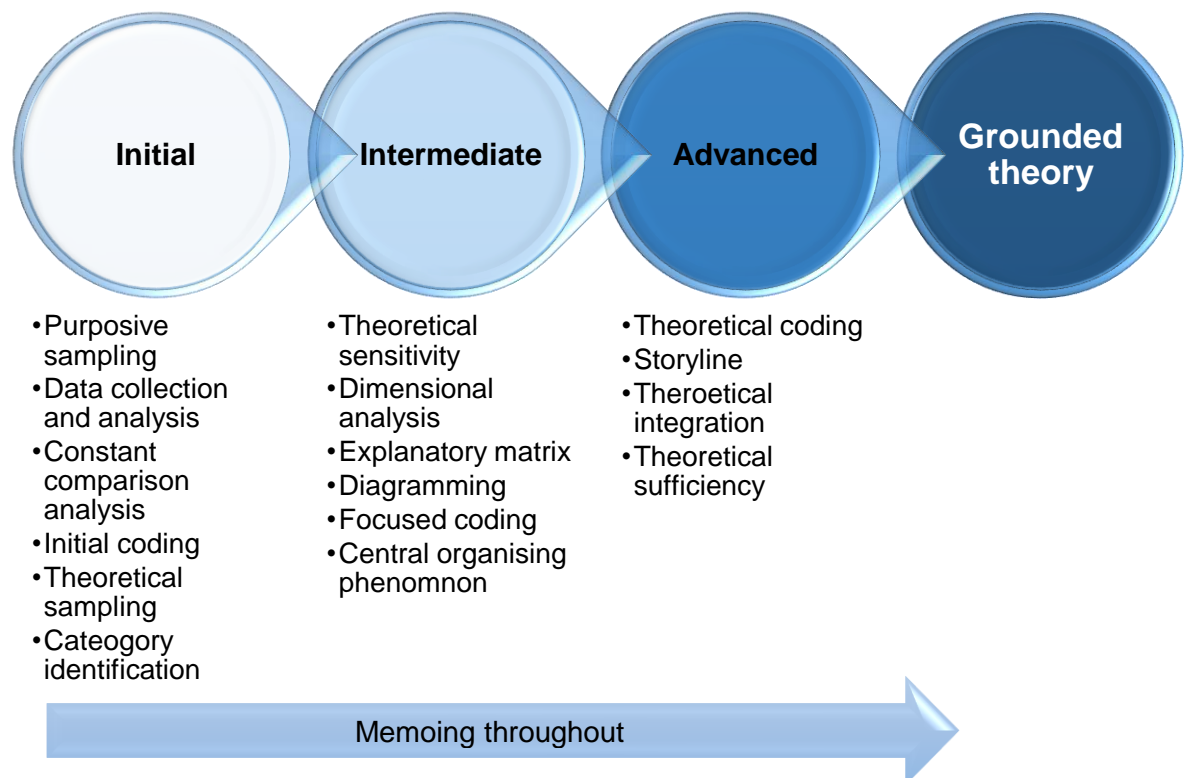 Initial
Intermediate
Advanced
Grounded
theory
•Purposive
sampling
•Data collection
and analysis
•Constant
comparison
analysis
•Initial coding
•Theoretical
sampling
•Cateogory
identification
•Theoretical
sensitivity
•Dimensional
analysis
•Explanatory matrix
•Diagramming
•Focused coding
•Central organising
phenomnon
•Theoretical coding
•Storyline
•Theroetical
integration
•Theoretical
sufficiency
Memoing throughout